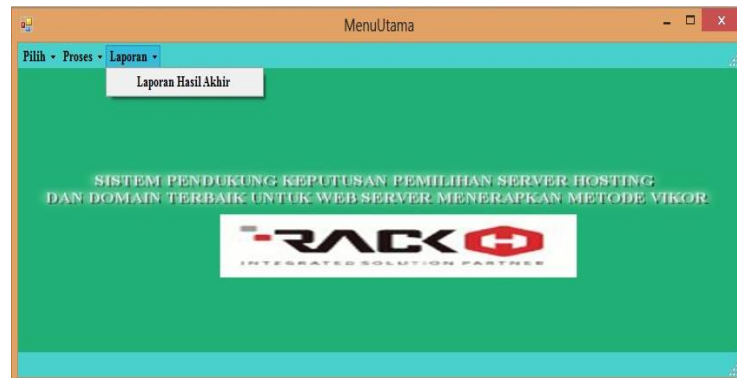 MenuUtama
Pilih Proses Laporan
Laporan Hasil Akhir
SISTEM PENDUKUNG KEPUTUSAN PEMILIHAN SERVER HOSTING
DAN DOMAIN TERBAIK UNTUK WEB SERVER MENERAPKAN METODE VIKOR
RACK H
INTEGRATED SOLUTION PARTNER